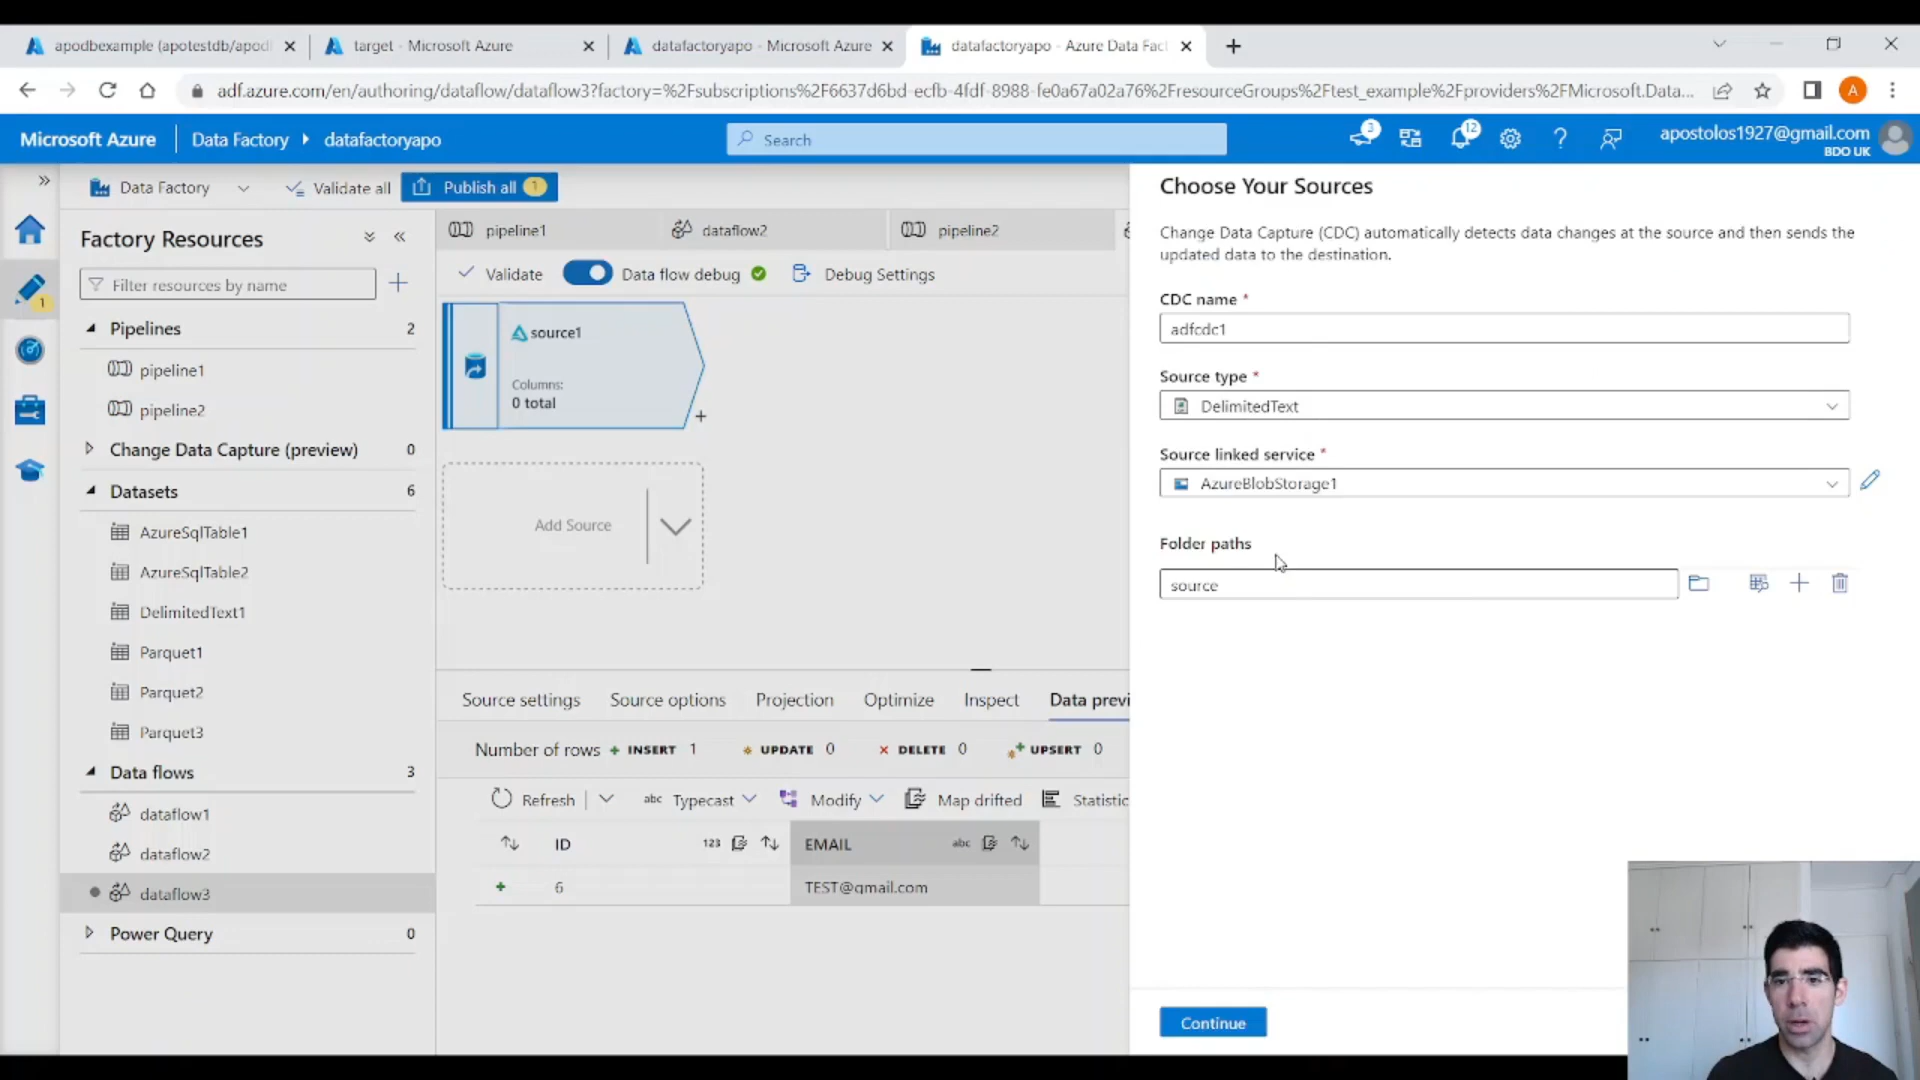 apodbexample (apotestdb/apod
target - Microsoft Azure
datafactoryapo - Microsoft Azure
datafactoryapo - Azure Data Fact
adf.azure.com/en/authoring/dataflow/dataflow3?factory=%2Fsubscriptions%2F6637d6bd-ecfb-4fdf-8988-fe0a67a02a76%2FresourceGroups%2Ftest_example%2Fproviders%2FMicrosoft.Data...
A
Microsoft Azure
Data Factory
datafactoryapo
Search
3
12
apostolos1927@gmail.com
BDO UK
Data Factory
Validate all
Publish all 1
1
Factory Resources
Filter resources by name
Pipelines 2
pipeline1
pipeline2
Change Data Capture (preview) 0
Datasets 6
AzureSqlTable1
AzureSqlTable2
DelimitedText1
Parquet1
Parquet2
Parquet3
Data flows 3
dataflow1
dataflow2
dataflow3
Power Query 0
pipeline1
dataflow2
pipeline2
Validate
Data flow debug
Debug Settings
source1
Columns:
0 total
+
Add Source
Source settings
Source options
Projection
Optimize
Inspect
Data previ
Number of rows + INSERT 1
UPDATE 0
DELETE 0
UPSERT 0
Refresh
abc Typecast
Modify
Map drifted
Statistic
ID 123
EMAIL abc
+ 6 TEST@gmail.com
Choose Your Sources
Change Data Capture (CDC) automatically detects data changes at the source and then sends the
updated data to the destination.
CDC name *
adfcdc1
Source type *
DelimitedText
Source linked service *
AzureBlobStorage1
Folder paths
source
Continue